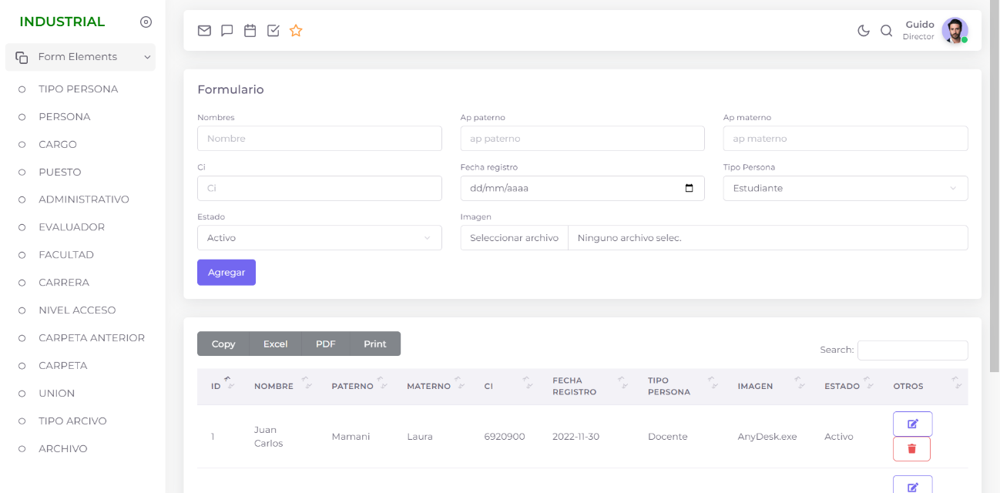 INDUSTRIAL
Form Elements
TIPO PERSONA
PERSONA
CARGO
PUESTO
ADMINISTRATIVO
EVALUADOR
FACULTAD
CARRERA
NIVEL ACCESO
CARPETA ANTERIOR
CARPETA
UNION
TIPO ARCIVO
ARCHIVO
Guido
Director
Formulario
Nombres Ap paterno Ap materno
Nombre ap paterno ap materno
Ci Fecha registro Tipo Persona
Ci dd/mm/aaaa Estudiante
Estado Imagen
Activo Seleccionar archivo Ninguno archivo selec.
Agregar
Copy Excel PDF Print
Search:
ID NOMBRE PATERNO MATERNO CI FECHA REGISTRO TIPO PERSONA IMAGEN ESTADO OTROS
1 Juan Carlos Mamani Laura 6920900 2022-11-30 Docente AnyDesk.exe Activo